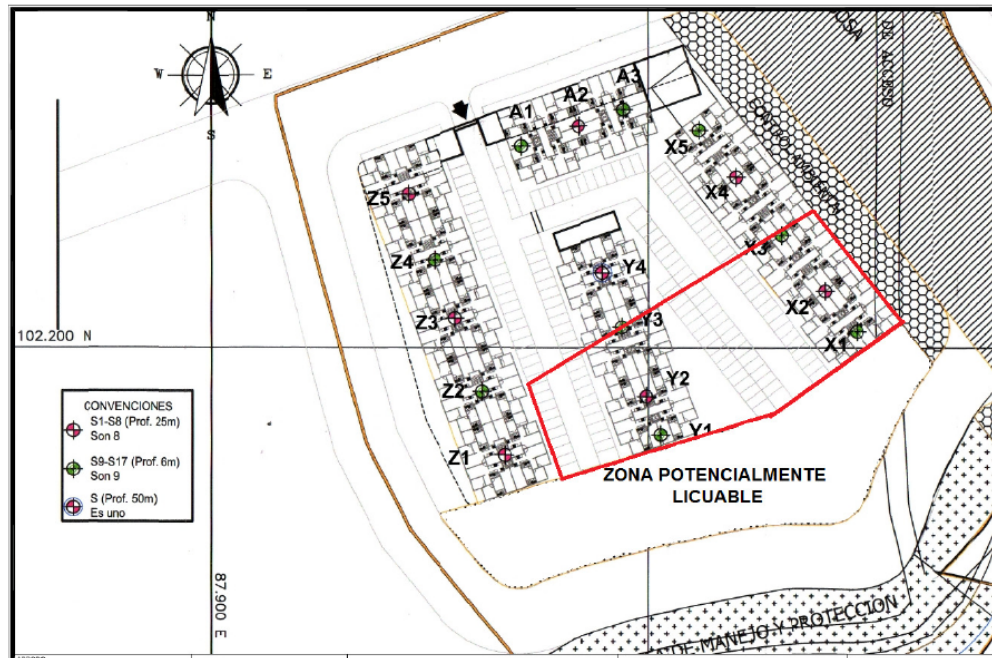 N
W E
S
A1
A2
A3
X5
X4
X3
X2
X1
Z5
Z4
Z3
Z2
Z1
Y4
Y3
Y2
Y1
DE ACCESO
102.200 N
87.900 E
CONVENCIONES
S1-S8 (Prof. 25m)
Son 8
S9-S17 (Prof. 6m)
Son 9
S (Prof. 50m)
Es uno
ZONA POTENCIALMENTE
LICUABLE
DE MANEJO Y PROTECCION